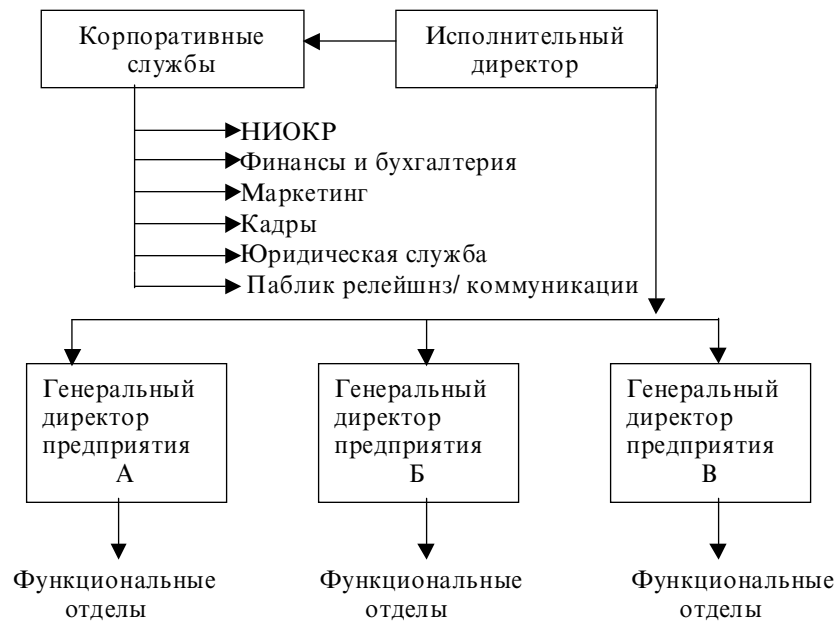 Корпоративные
службы
Исполнительный
директор
НИОКР
Финансы и бухгалтерия
Маркетинг
Кадры
Юридическая служба
Паблик релейшнз/ коммуникации
Генеральный
директор
предприятия
А
Генеральный
директор
предприятия
Б
Генеральный
директор
предприятия
В
Функциональные
отделы
Функциональные
отделы
Функциональные
отделы